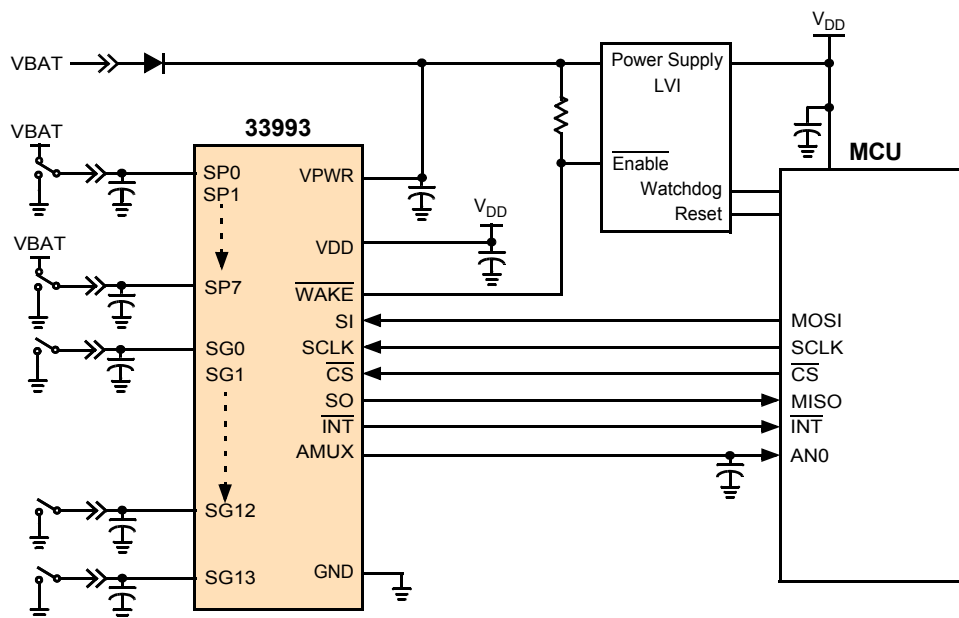 VDD
VBAT
Power Supply
LVI
VBAT
33993
Enable
MCU
SP0
SP1
VPWR
Watchdog
Reset
VDD
VBAT
VDD
SP7
WAKE
SI
MOSI
SG0
SCLK
SCLK
SG1
CS
CS
SO
MISO
INT
INT
AMUX
AN0
SG12
SG13
GND